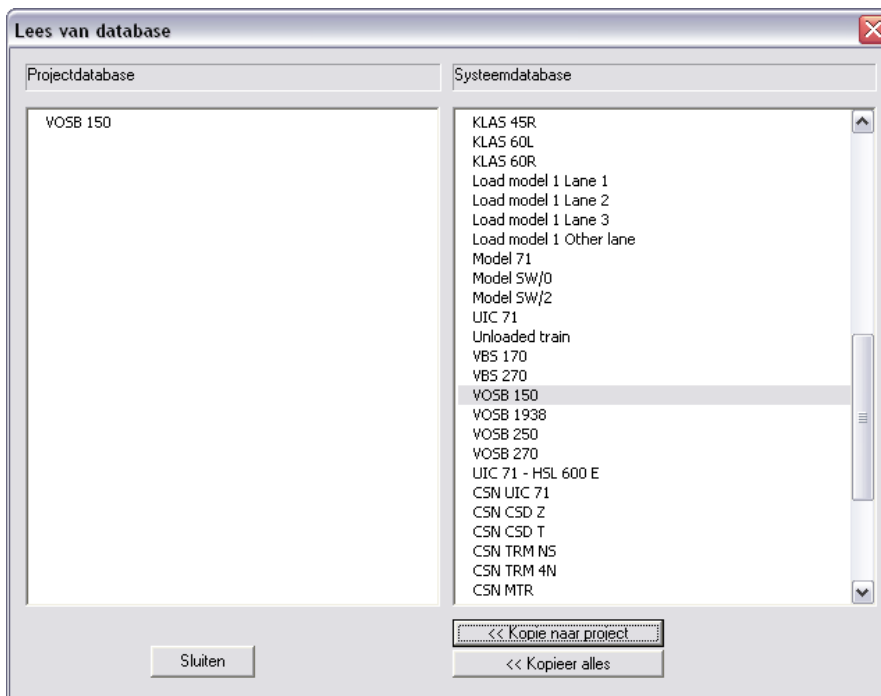 Lees van database
Projectdatabase
VOSB 150
Systeemdatabase
KLAS 45R
KLAS 60L
KLAS 60R
Load model 1 Lane 1
Load model 1 Lane 2
Load model 1 Lane 3
Load model 1 Other lane
Model 71
Model SW/0
Model SW/2
UIC 71
Unloaded train
VBS 170
VBS 270
VOSB 150
VOSB 1938
VOSB 250
VOSB 270
UIC 71 - HSL 600 E
CSN UIC 71
CSN CSD Z
CSN CSD T
CSN TRM NS
CSN TRM 4N
CSN MTR
<< Kopie naar project
Sluiten
<< Kopieer alles